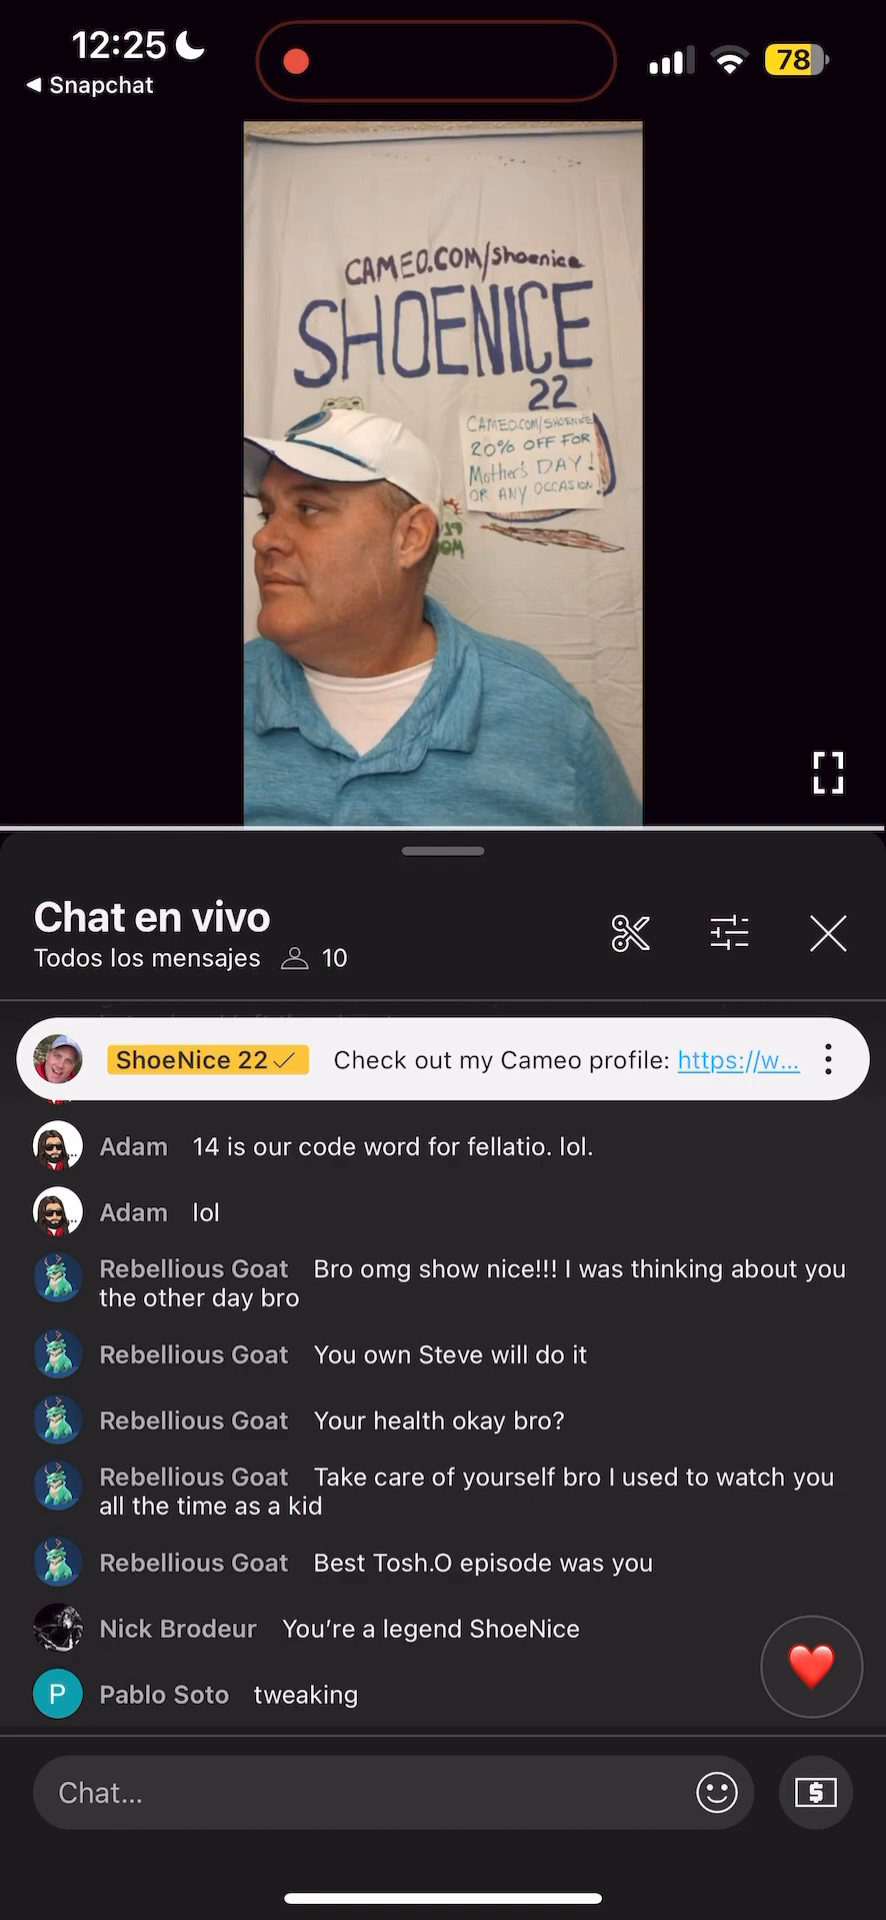 12:25
78
Snapchat
CAMEO.COM/shoenice
SHOENICE
22
CAMEO.COM/SHOENICE
20% OFF FOR
Mother's DAY!
OR ANY OCCASION!
Chat en vivo
Todos los mensajes 10
ShoeNice 22 Check out my Cameo profile: https://w...
Adam 14 is our code word for fellatio. lol.
Adam lol
Rebellious Goat Bro omg show nice!!! I was thinking about you
the other day bro
Rebellious Goat You own Steve will do it
Rebellious Goat Your health okay bro?
Rebellious Goat Take care of yourself bro I used to watch you
all the time as a kid
Rebellious Goat Best Tosh.O episode was you
Nick Brodeur You’re a legend ShoeNice
P Pablo Soto tweaking
Chat...